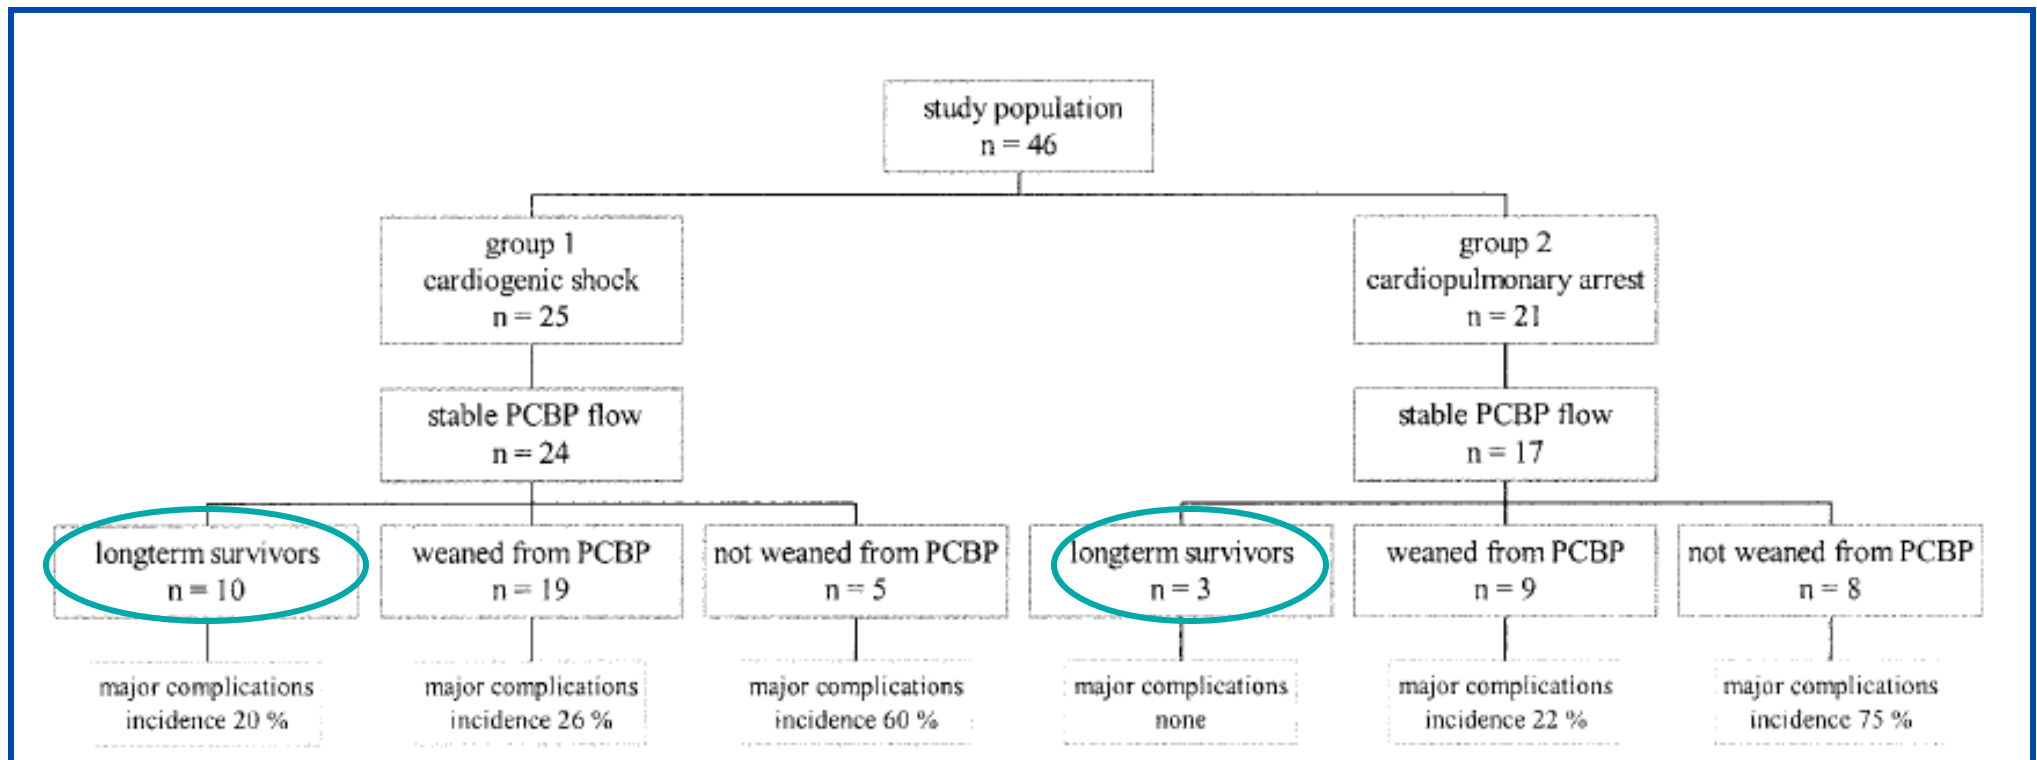 study population
n = 46
group 1
cardiogenic shock
n = 25
group 2
cardiopulmonary arrest
n = 21
stable PCBP flow
n = 24
stable PCBP flow
n = 17
longterm survivors
n = 10
weaned from PCBP
n = 19
not weaned from PCBP
n = 5
longterm survivors
n = 3
weaned from PCBP
n = 9
not weaned from PCBP
n = 8
major complications
incidence 20 %
major complications
incidence 26 %
major complications
incidence 60 %
major complications
none
major complications
incidence 22 %
major complications
incidence 75 %